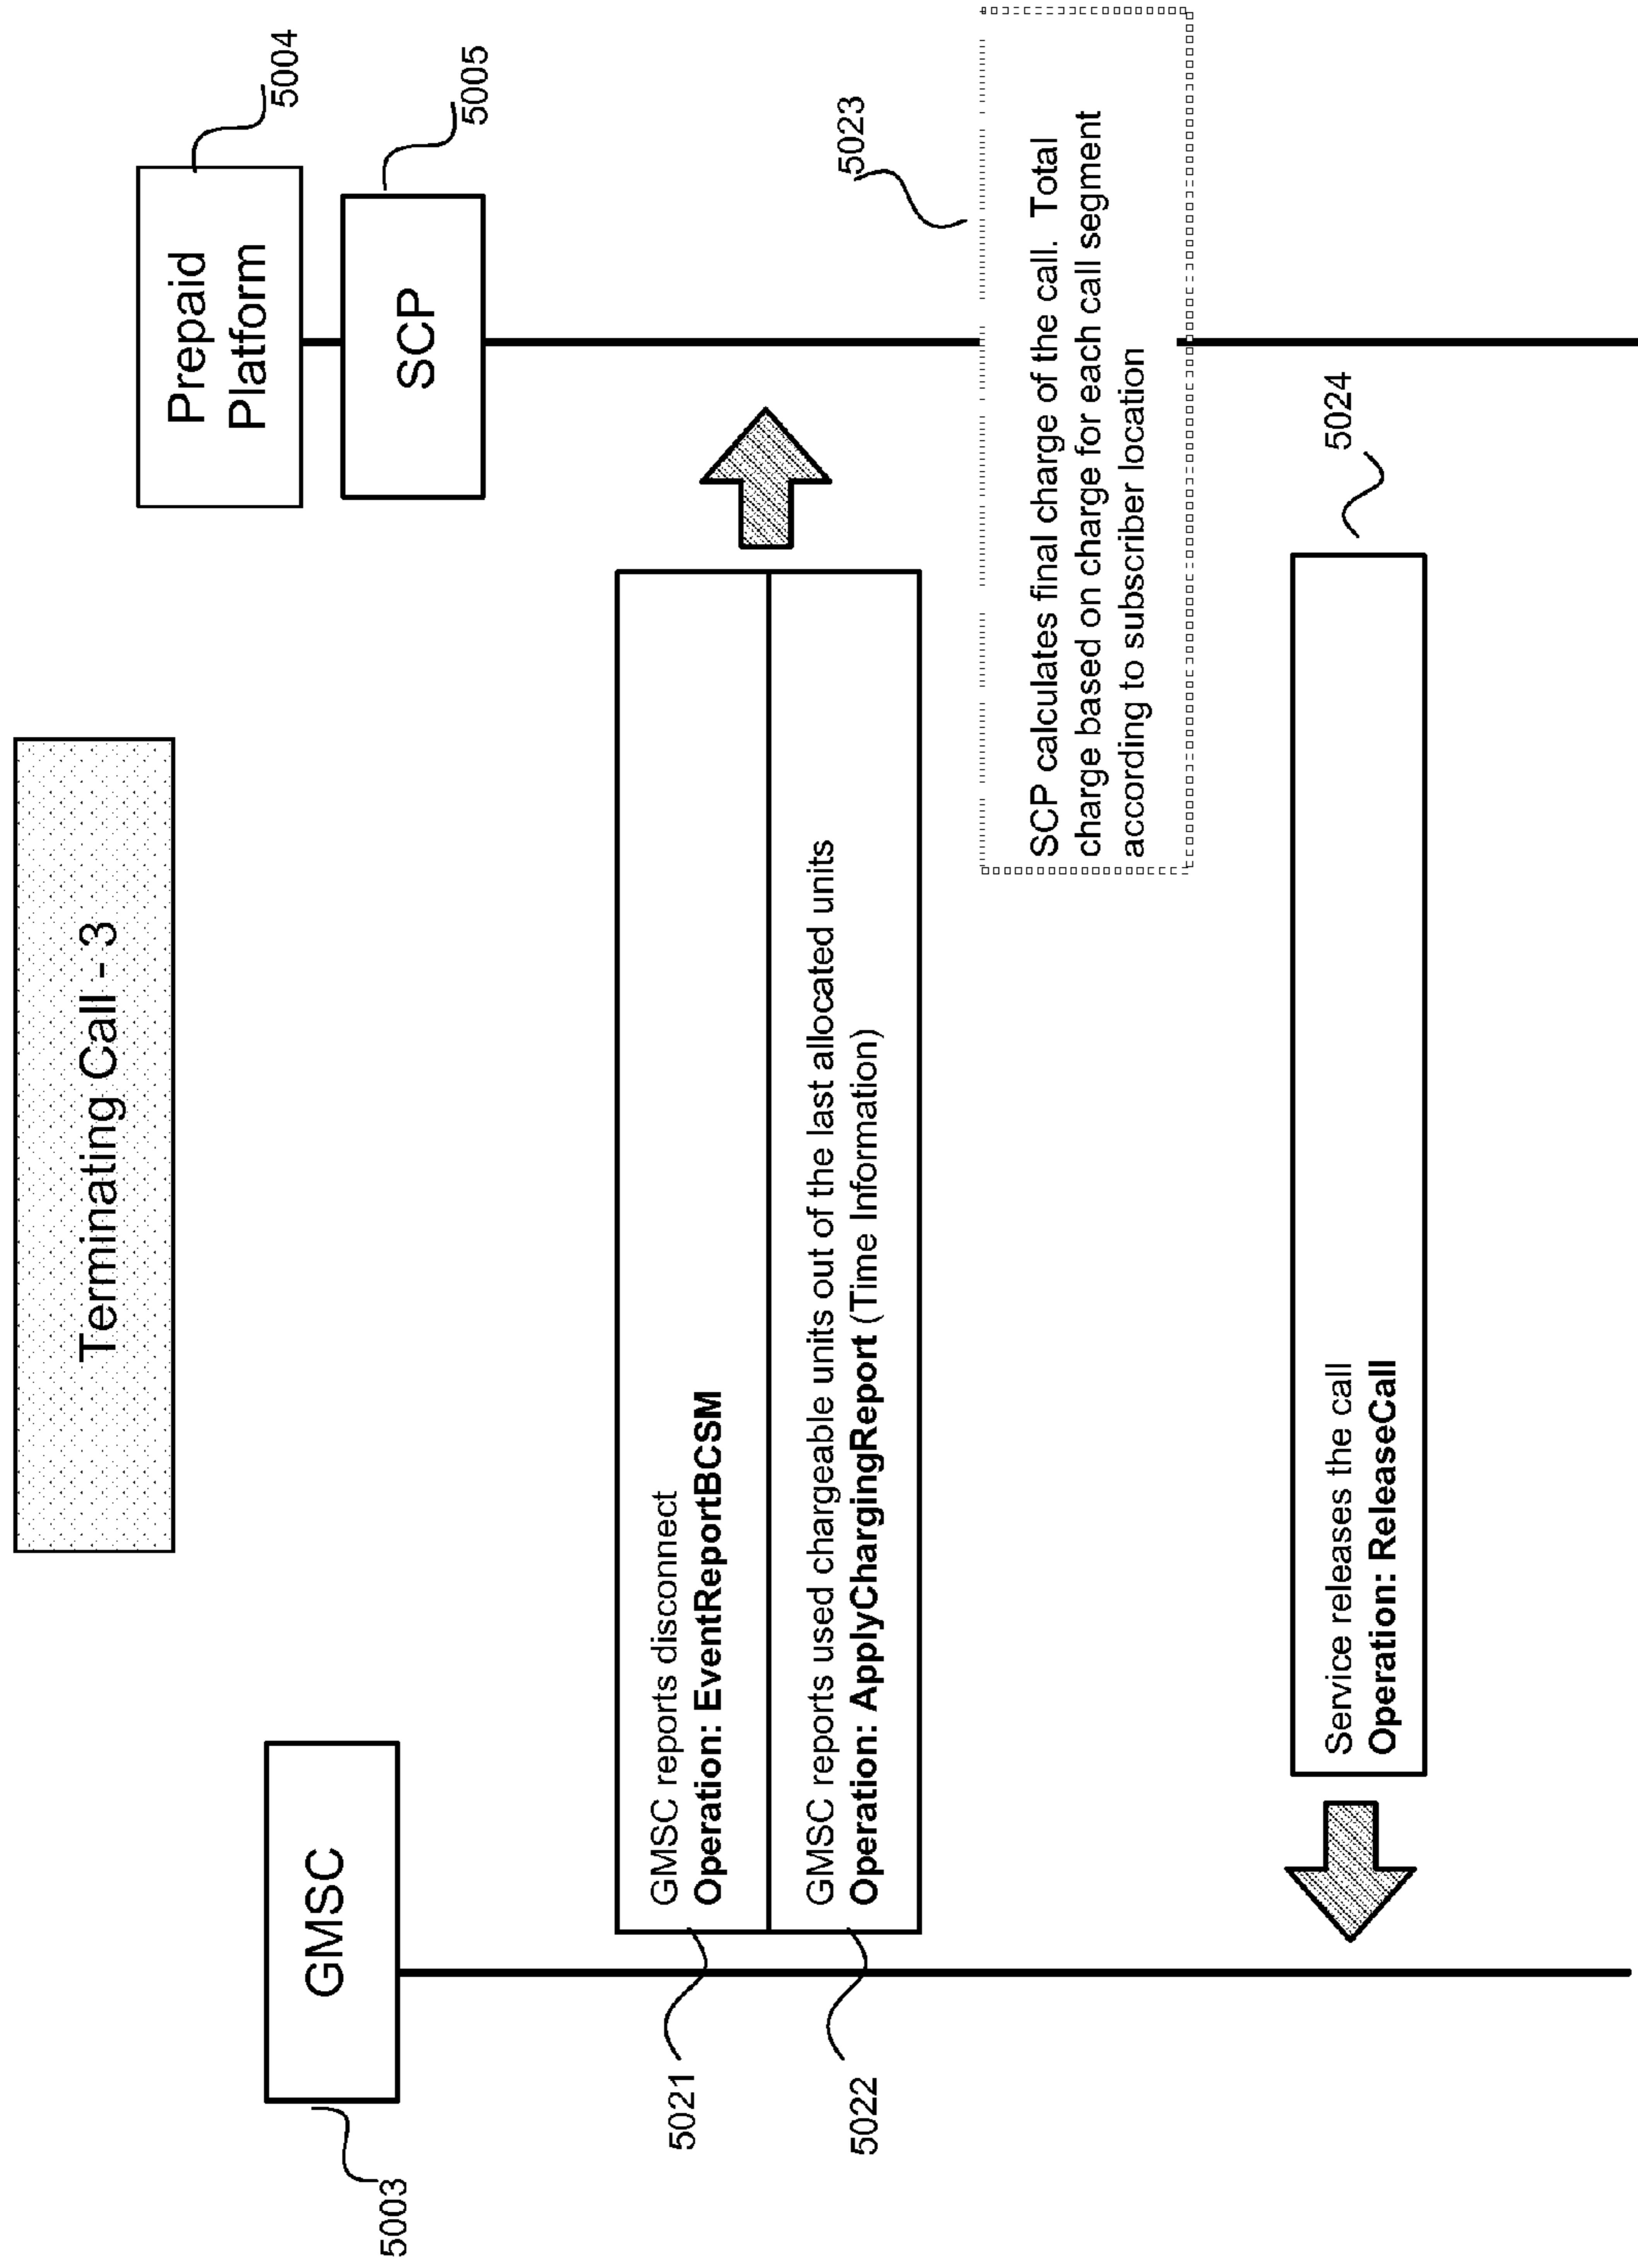 Terminating Call - 3
GMSC
5003
Prepaid
Platform
5004
SCP
5005
GMSC reports disconnect
Operation: EventReportBCSM
5021
GMSC reports used chargeable units out of the last allocated units
Operation: ApplyChargingReport (Time Information)
5022
5023
SCP calculates final charge of the call. Total
charge based on charge for each call segment
according to subscriber location
Service releases the call
Operation: ReleaseCall
5024